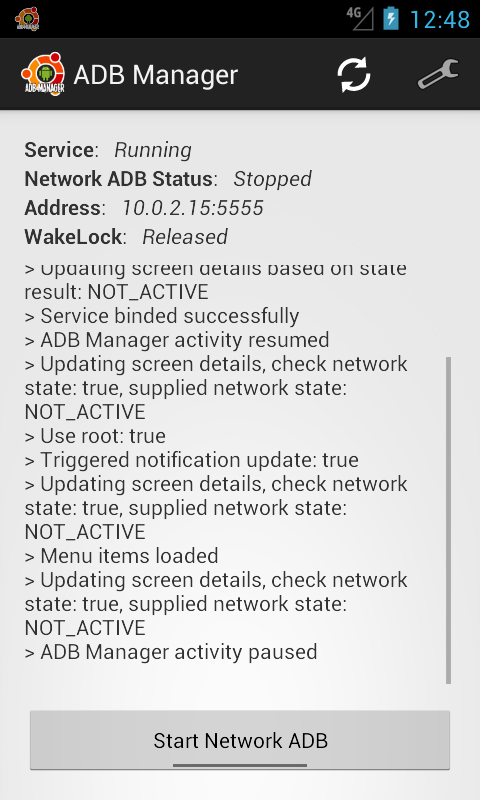 4G 12:48
ADB MANAGER ADB Manager
Service: Running
Network ADB Status: Stopped
Address: 10.0.2.15:5555
WakeLock: Released
> Updating screen details based on state
result: NOT_ACTIVE
> Service binded successfully
> ADB Manager activity resumed
> Updating screen details, check network
state: true, supplied network state:
NOT_ACTIVE
> Use root: true
> Triggered notification update: true
> Updating screen details, check network
state: true, supplied network state:
NOT_ACTIVE
> Menu items loaded
> Updating screen details, check network
state: true, supplied network state:
NOT_ACTIVE
> ADB Manager activity paused
Start Network ADB